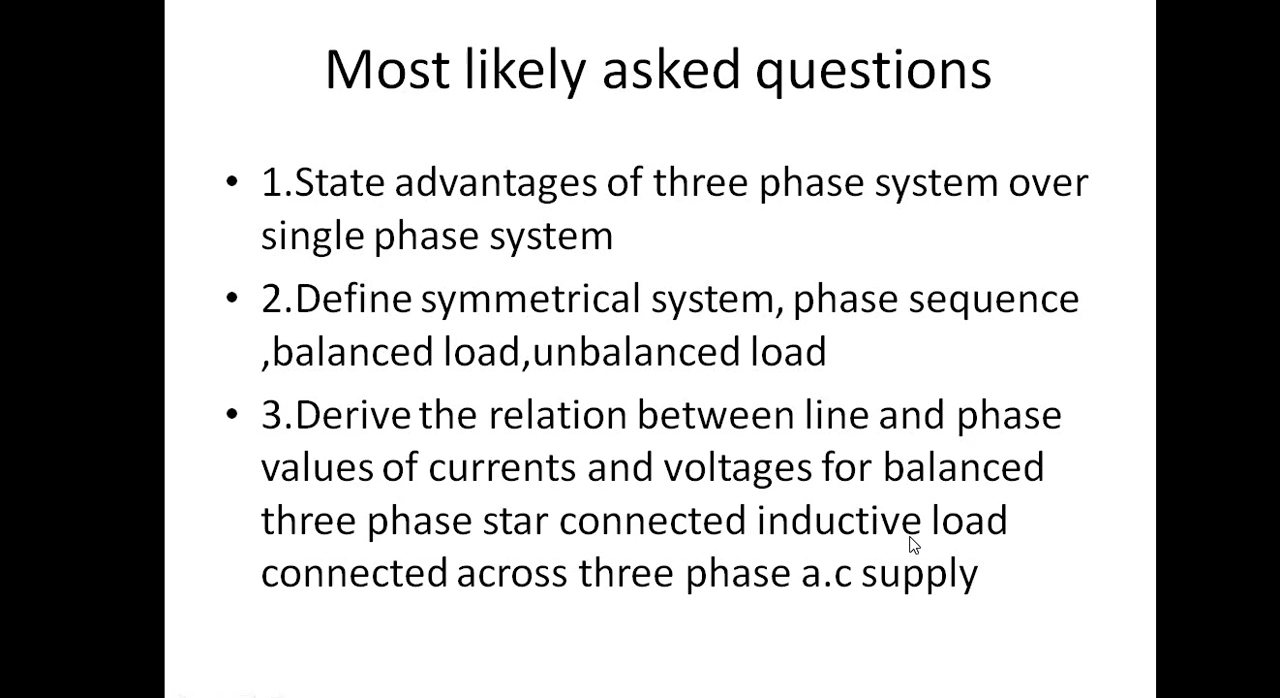 Most likely asked questions
• 1.State advantages of three phase system over
single phase system
• 2.Define symmetrical system, phase sequence
,balanced load,unbalanced load
• 3.Derive the relation between line and phase
values of currents and voltages for balanced
three phase star connected inductive load
connected across three phase a.c supply